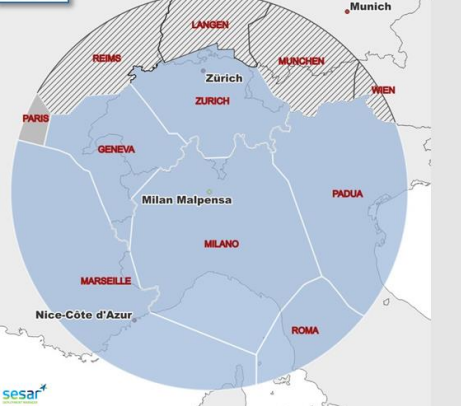 Munich
LANGEN
REIMS
MUNCHEN
Zürich
WIEN
ZURICH
PARIS
GENEVA
PADUA
Milan Malpensa
MILANO
MARSEILLE
Nice-Côte d'Azur
ROMA
sesar